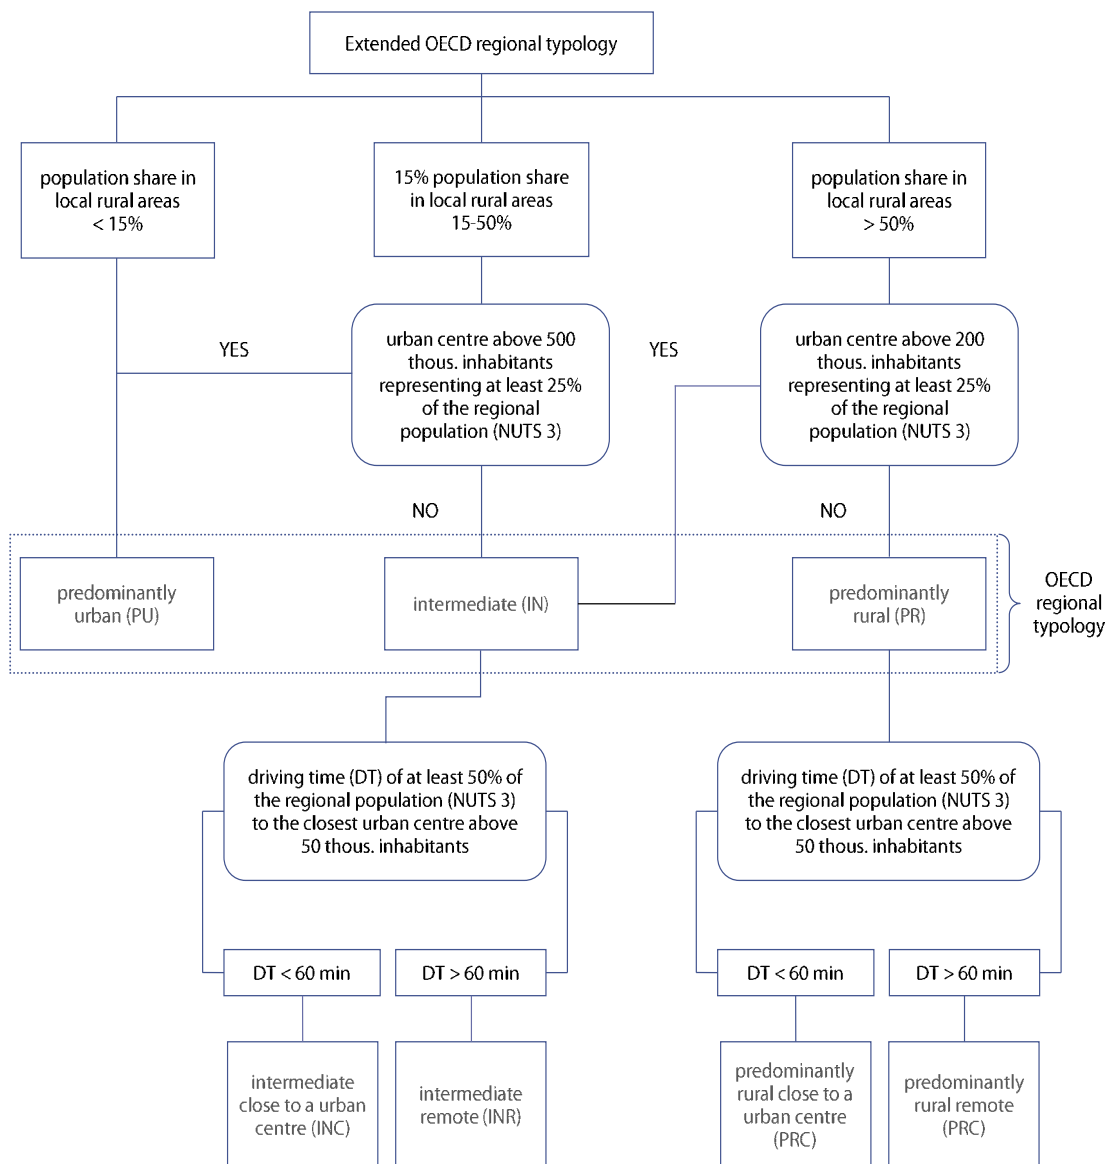 Extended OECD regional typology
population share in
local rural areas
< 15%
15% population share
in local rural areas
15-50%
population share in
local rural areas
> 50%
YES
urban centre above 500
thous. inhabitants
representing at least 25%
of the regional
population (NUTS 3)
YES
urban centre above 200
thous. inhabitants
representing at least 25%
of the regional
population (NUTS 3)
NO
NO
predominantly
urban (PU)
intermediate (IN)
predominantly
rural (PR)
OECD
regional
typology
driving time (DT) of at least 50% of
the regional population (NUTS 3)
to the closest urban centre above
50 thous. inhabitants
driving time (DT) of at least 50% of
the regional population (NUTS 3)
to the closest urban centre above
50 thous. inhabitants
DT < 60 min
DT > 60 min
DT < 60 min
DT > 60 min
intermediate
close to a urban
centre (INC)
intermediate
remote (INR)
predominantly
rural close to a
urban centre
(PRC)
predominantly
rural remote
(PRC)